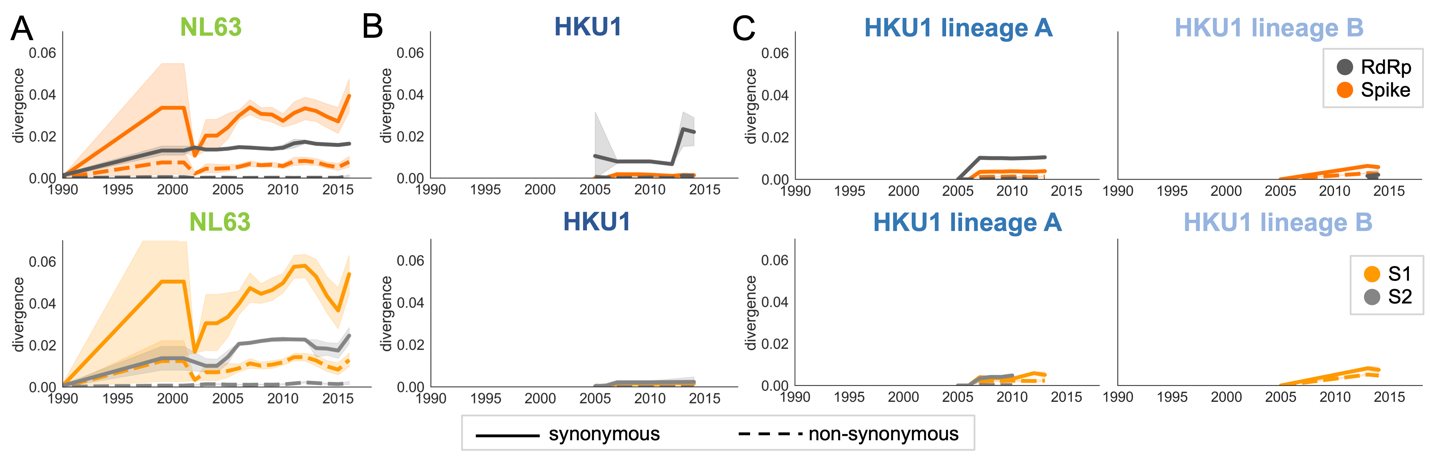 A
NL63
B
HKU1
C
HKU1 lineage A
HKU1 lineage B
divergence
0.06
0.04
0.02
0.00
1990 1995 2000 2005 2010 2015
divergence
0.06
0.04
0.02
0.00
1990 1995 2000 2005 2010 2015
divergence
0.06
0.04
0.02
0.00
1990 1995 2000 2005 2010 2015
1990 1995 2000 2005 2010 2015
RdRp
Spike
NL63
HKU1
HKU1 lineage A
HKU1 lineage B
divergence
0.06
0.04
0.02
0.00
1990 1995 2000 2005 2010 2015
divergence
0.06
0.04
0.02
0.00
1990 1995 2000 2005 2010 2015
divergence
0.06
0.04
0.02
0.00
1990 1995 2000 2005 2010 2015
1990 1995 2000 2005 2010 2015
S1
S2
synonymous
non-synonymous